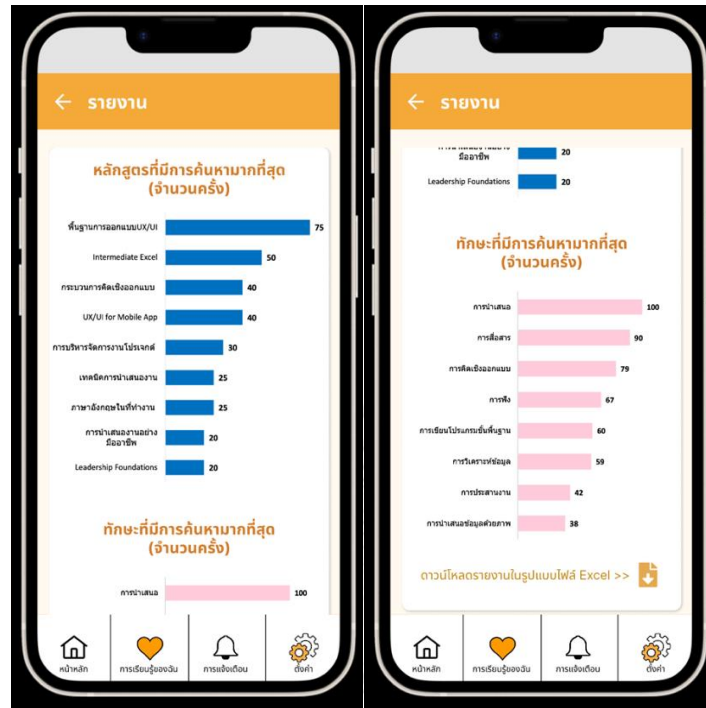 รายงาน
หลักสูตรที่มีการค้นหามากที่สุด
(จำนวนครั้ง)
พื้นฐานการออกแบบUX/UI 75
Intermediate Excel 50
กระบวนการคิดเชิงออกแบบ 40
UX/UI for Mobile App 40
การบริหารจัดการงานโปรเจกต์ 30
เทคนิคการนำเสนองาน 25
ภาษาอังกฤษในที่ทำงาน 25
การนำเสนองานอย่าง
มืออาชีพ 20
Leadership Foundations 20
ทักษะที่มีการค้นหามากที่สุด
(จำนวนครั้ง)
การนำเสนอ 100
หน้าหลัก
การเรียนรู้ของฉัน
การแจ้งเตือน
ตั้งค่า
รายงาน
มืออาชีพ 20
Leadership Foundations 20
ทักษะที่มีการค้นหามากที่สุด
(จำนวนครั้ง)
การนำเสนอ 100
การสื่อสาร 90
การคิดเชิงออกแบบ 79
การฟัง 67
การเขียนโปรแกรมขั้นพื้นฐาน 60
การวิเคราะห์ข้อมูล 59
การประสานงาน 42
การนำเสนอข้อมูลด้วยภาพ 38
ดาวน์โหลดรายงานในรูปแบบไฟล์ Excel >>
หน้าหลัก
การเรียนรู้ของฉัน
การแจ้งเตือน
ตั้งค่า